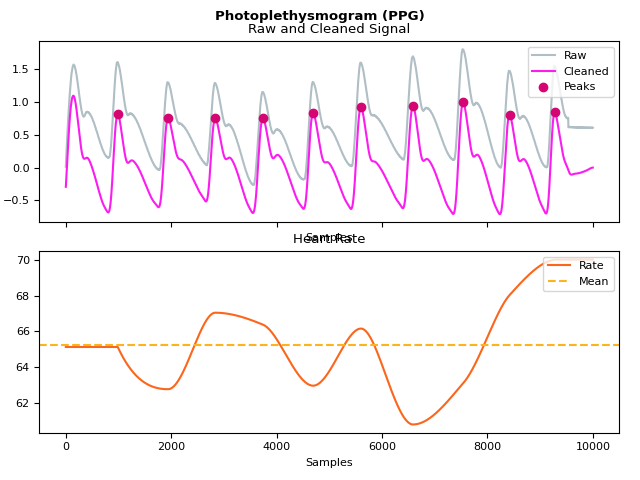 Photoplethysmogram (PPG)
Raw and Cleaned Signal
Raw
Cleaned
Peaks
1.5
1.0
0.5
0.0
−0.5
Samples
Heart Rate
Rate
Mean
70
68
66
64
62
0 2000 4000 6000 8000 10000
Samples